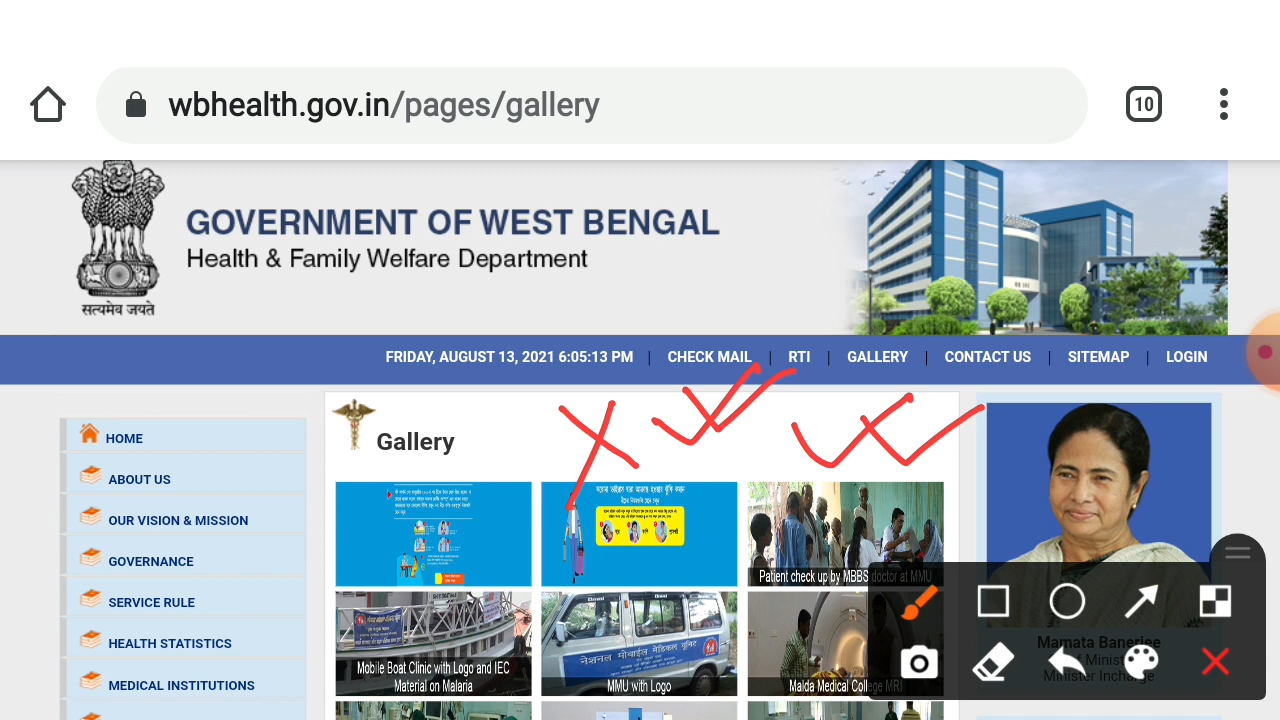 wbhealth.gov.in/pages/gallery
10
सत्यमेव जयते
GOVERNMENT OF WEST BENGAL
Health & Family Welfare Department
FRIDAY, AUGUST 13, 2021 6:05:13 PM | CHECK MAIL | RTI | GALLERY | CONTACT US | SITEMAP | LOGIN
HOME
ABOUT US
OUR VISION & MISSION
GOVERNANCE
SERVICE RULE
HEALTH STATISTICS
MEDICAL INSTITUTIONS
Gallery
Patient check up by MBBS doctor at MMU
Mobile Boat Clinic with Logo and IEC
Material on Malaria
MMU with Logo
Malda Medical College MRI
Mamata Banerjee
Minister Incharge